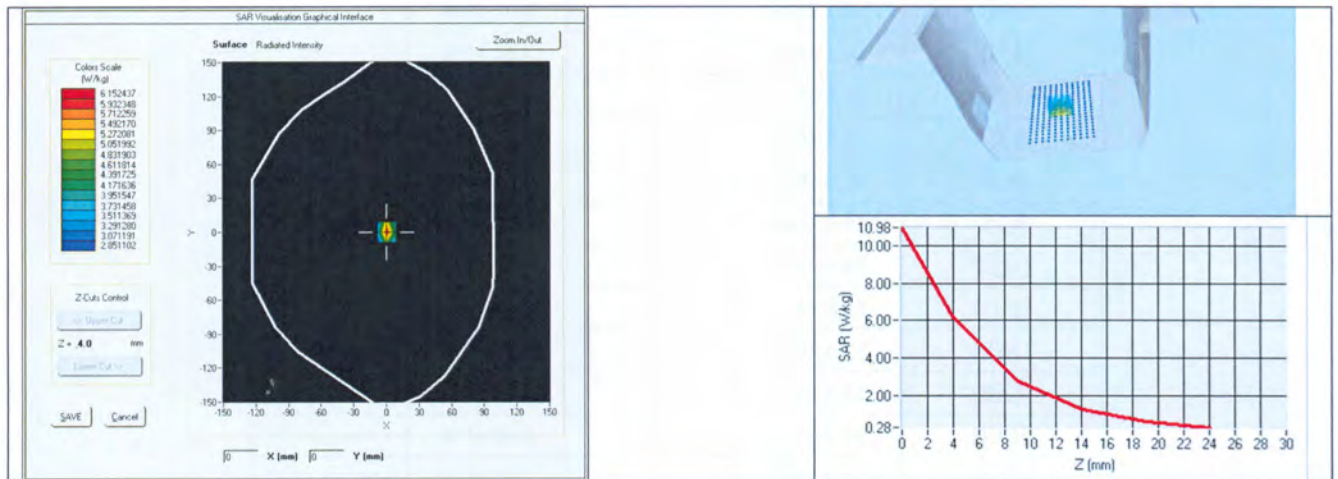 SAR Visualisation Graphical Interface
Surface Radiated Intensity
Zoom In/Out
Colors Scale
(W/kg)
6.152437
5.932348
5.712259
5.492170
5.272081
5.051992
4.831903
4.611814
4.391725
4.171636
3.951547
3.731458
3.511369
3.291280
3.071191
2.851102
Z-Cuts Control
<< Upper Cut
Z = 4.0 mm
Lower Cut >>
SAVE Cancel
150
120
90
60
30
0
-30
-60
-90
-120
-150
Y
-150 -120 -90 -60 -30 0 30 60 90 120 150
X
0 X (mm) 0 Y (mm)
10.98
10.00
8.00
6.00
4.00
2.00
0.28
SAR (W/kg)
0 2 4 6 8 10 12 14 16 18 20 22 24 26 28 30
Z (mm)